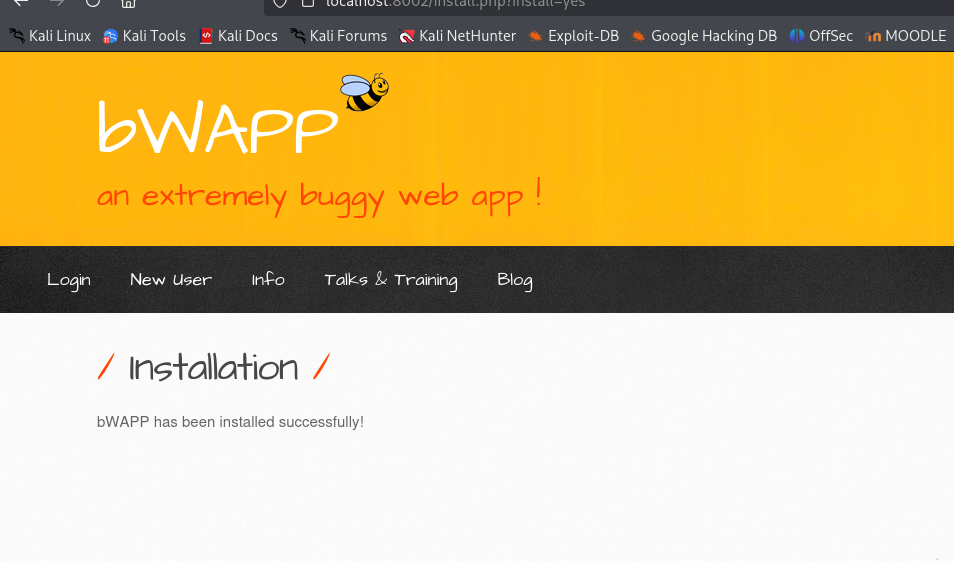 localhost:8002/install.php?install=yes
Kali Linux Kali Tools Kali Docs Kali Forums Kali NetHunter Exploit-DB Google Hacking DB OffSec MOODLE
bWAPP
an extremely buggy web app !
Login New User Info Talks & Training Blog
/ Installation /
bWAPP has been installed successfully!